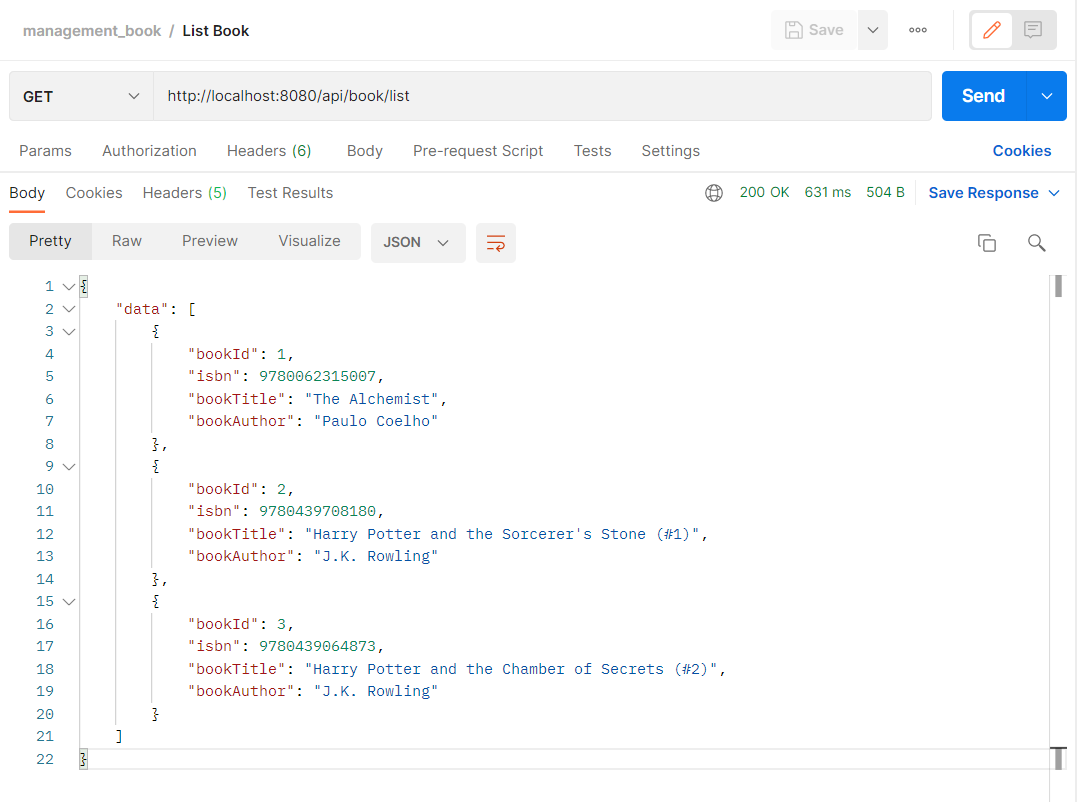 management_book / List Book Save
GET http://localhost:8080/api/book/list Send
Params Authorization Headers (6) Body Pre-request Script Tests Settings Cookies
Body Cookies Headers (5) Test Results 200 OK 631 ms 504 B Save Response
Pretty Raw Preview Visualize JSON
1 {
2 "data": [
3 {
4 "bookId": 1,
5 "isbn": 9780062315007,
6 "bookTitle": "The Alchemist",
7 "bookAuthor": "Paulo Coelho"
8 },
9 {
10 "bookId": 2,
11 "isbn": 9780439708180,
12 "bookTitle": "Harry Potter and the Sorcerer's Stone (#1)",
13 "bookAuthor": "J.K. Rowling"
14 },
15 {
16 "bookId": 3,
17 "isbn": 9780439064873,
18 "bookTitle": "Harry Potter and the Chamber of Secrets (#2)",
19 "bookAuthor": "J.K. Rowling"
20 }
21 ]
22 }